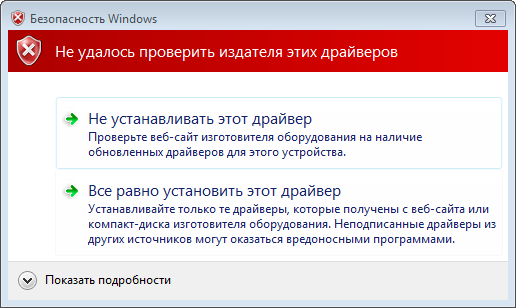 Безопасность Windows
Не удалось проверить издателя этих драйверов
Не устанавливать этот драйвер
Проверьте веб-сайт изготовителя оборудования на наличие
обновленных драйверов для этого устройства.
Все равно установить этот драйвер
Устанавливайте только те драйверы, которые получены с веб-сайта или
компакт-диска изготовителя оборудования. Неподписанные драйверы из
других источников могут оказаться вредоносными программами.
Показать подробности